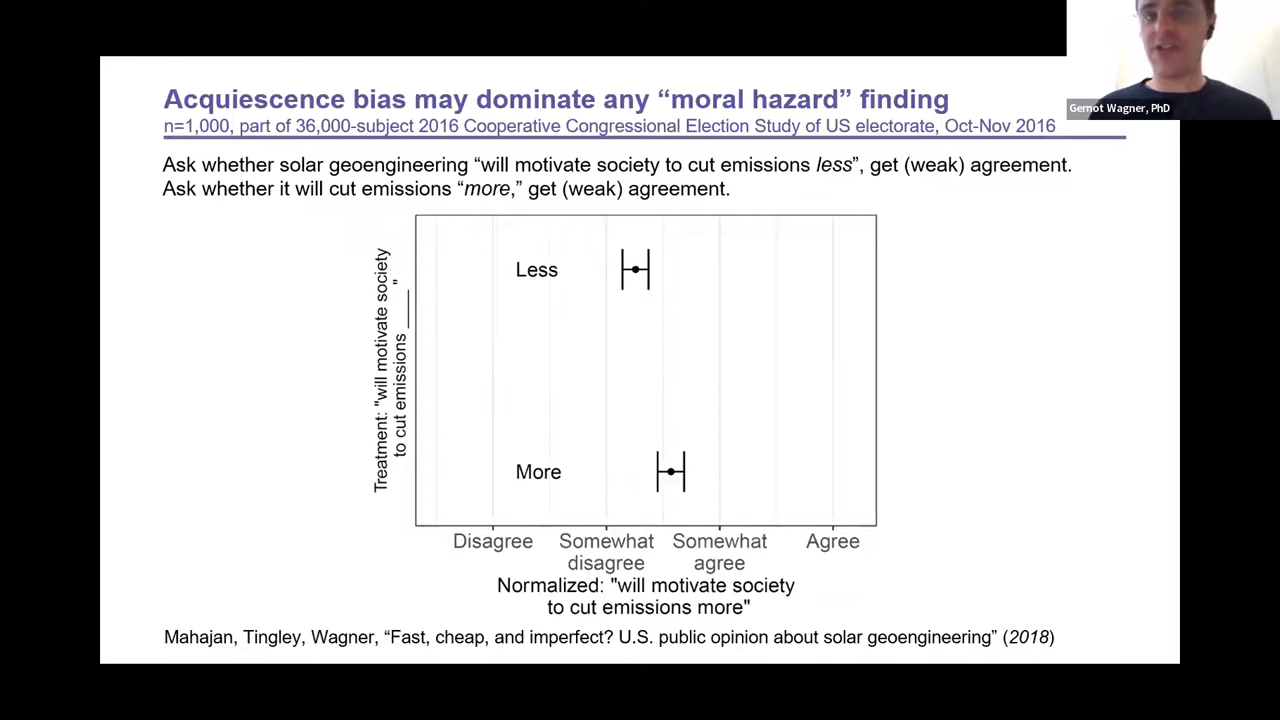 Acquiescence bias may dominate any “moral hazard” finding
n=1,000, part of 36,000-subject 2016 Cooperative Congressional Election Study of US electorate, Oct-Nov 2016
Gernot Wagner, PhD
Ask whether solar geoengineering “will motivate society to cut emissions less”, get (weak) agreement.
Ask whether it will cut emissions “more,” get (weak) agreement.
Treatment: "will motivate society
to cut emissions ____"
Less
More
Disagree
Somewhat
disagree
Somewhat
agree
Agree
Normalized: "will motivate society
to cut emissions more"
Mahajan, Tingley, Wagner, “Fast, cheap, and imperfect? U.S. public opinion about solar geoengineering” (2018)